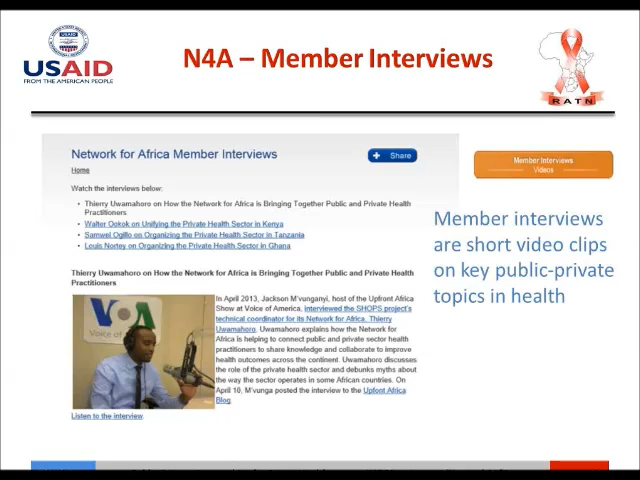 USAID
FROM THE AMERICAN PEOPLE
N4A – Member Interviews
RATN
Network for Africa Member Interviews
Share
Home
Watch the interviews below:
Thierry Uwamahoro on How the Network for Africa is Bringing Together Public and Private Health
Practitioners
Walter Ookok on Unifying the Private Health Sector in Kenya
Samwel Ogillo on Organizing the Private Health Sector in Tanzania
Louis Nortey on Organizing the Private Health Sector in Ghana
Thierry Uwamahoro on How the Network for Africa is Bringing Together Public and Private Health
Practitioners
VOA
Voice of
In April 2013, Jackson M'vunganyi, host of the Upfront Africa
Show at Voice of America, interviewed the SHOPS project's
technical coordinator for its Network for Africa, Thierry
Uwamahoro. Uwamahoro explains how the Network for
Africa is helping to connect public and private sector health
practitioners to share knowledge and collaborate to improve
health outcomes across the continent. Uwamahoro discusses
the role of the private health sector and debunks myths about
the way the sector operates in some African countries. On
April 10, M'vunga posted the interview to the Upfront Africa
Blog.
Listen to the interview
Member Interviews
Videos
Member interviews
are short video clips
on key public-private
topics in health